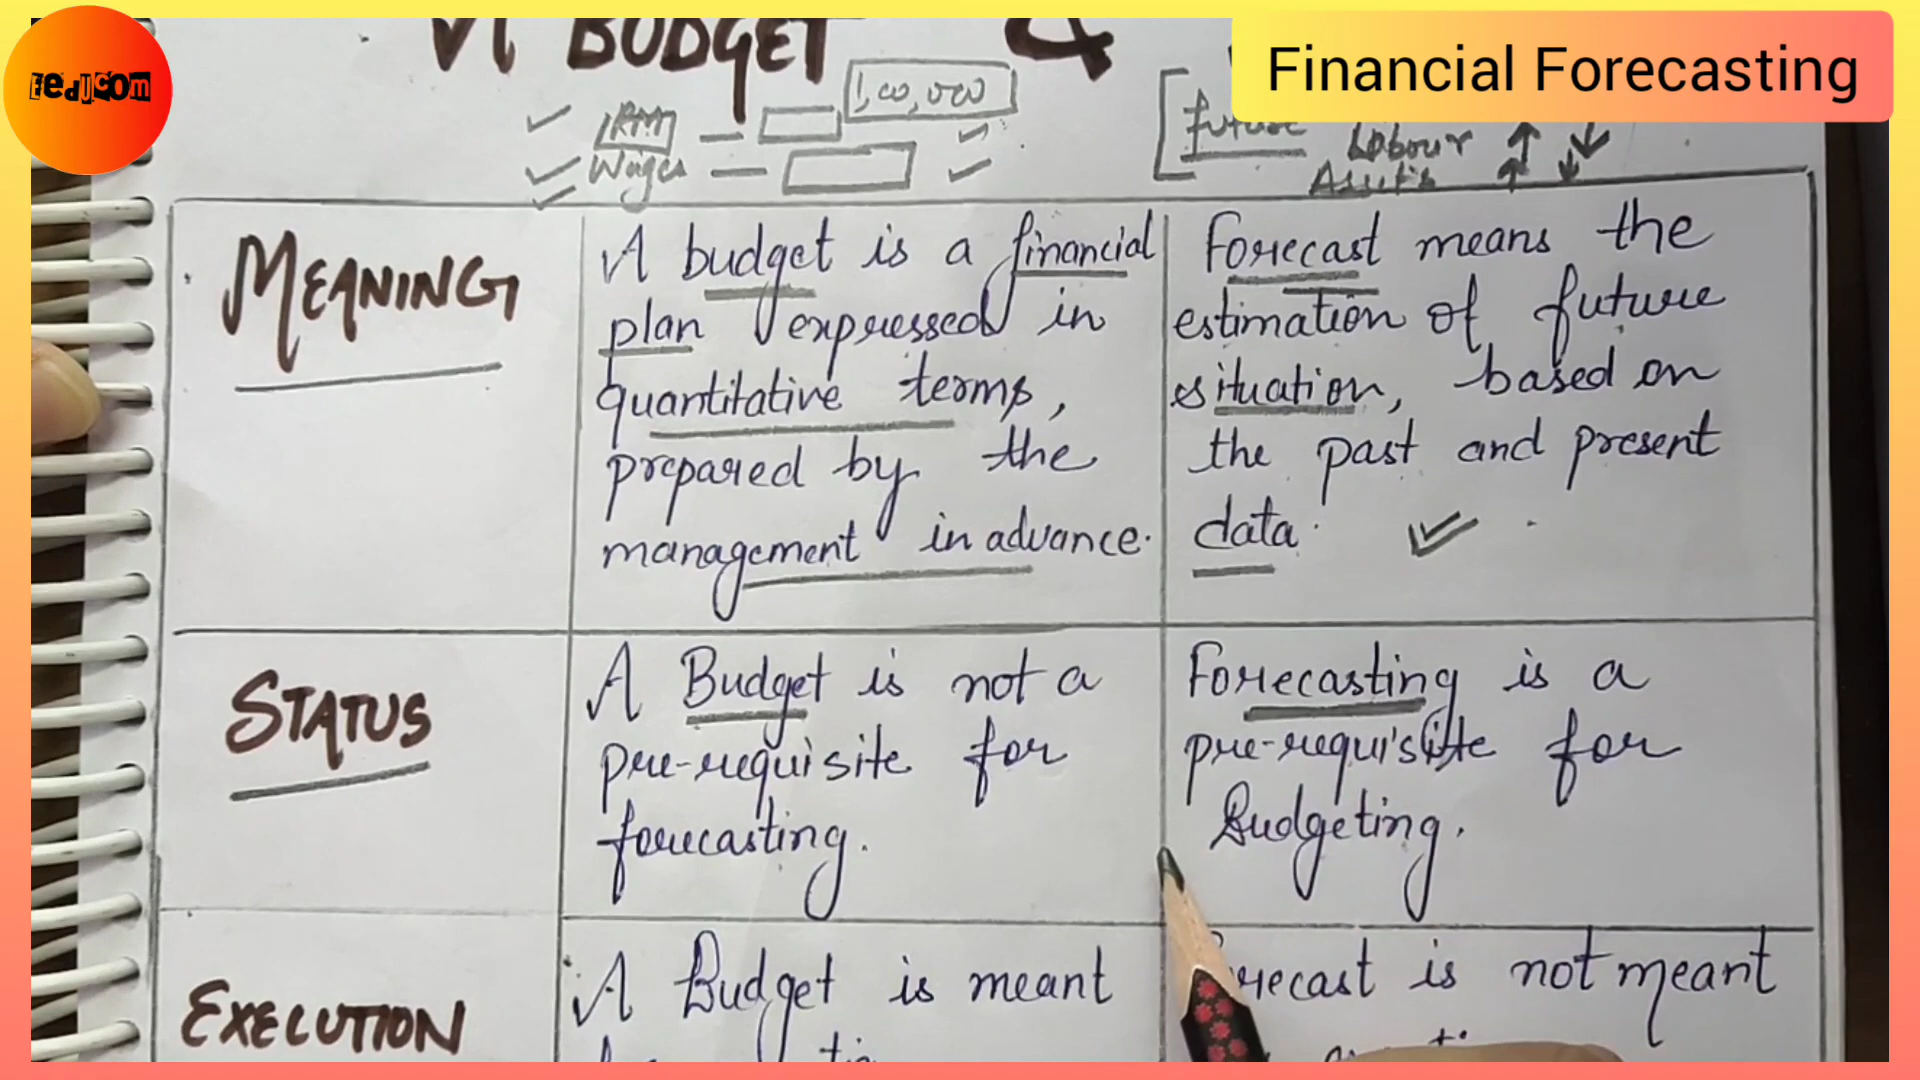 Financial Forecasting
EedUCom
A BUDGET &
RM — 1,00,000
future
Labour
Wages —
Assets
MEANING
A budget is a financial
plan expressed in
quantitative terms,
prepared by the
management in advance.
Forecast means the
estimation of future
situation, based on
the past and present
data.
STATUS
A Budget is not a
pre-requisite for
forecasting.
Forecasting is a
pre-requisite for
Budgeting.
EXECUTION
A Budget is meant
recast is not meant